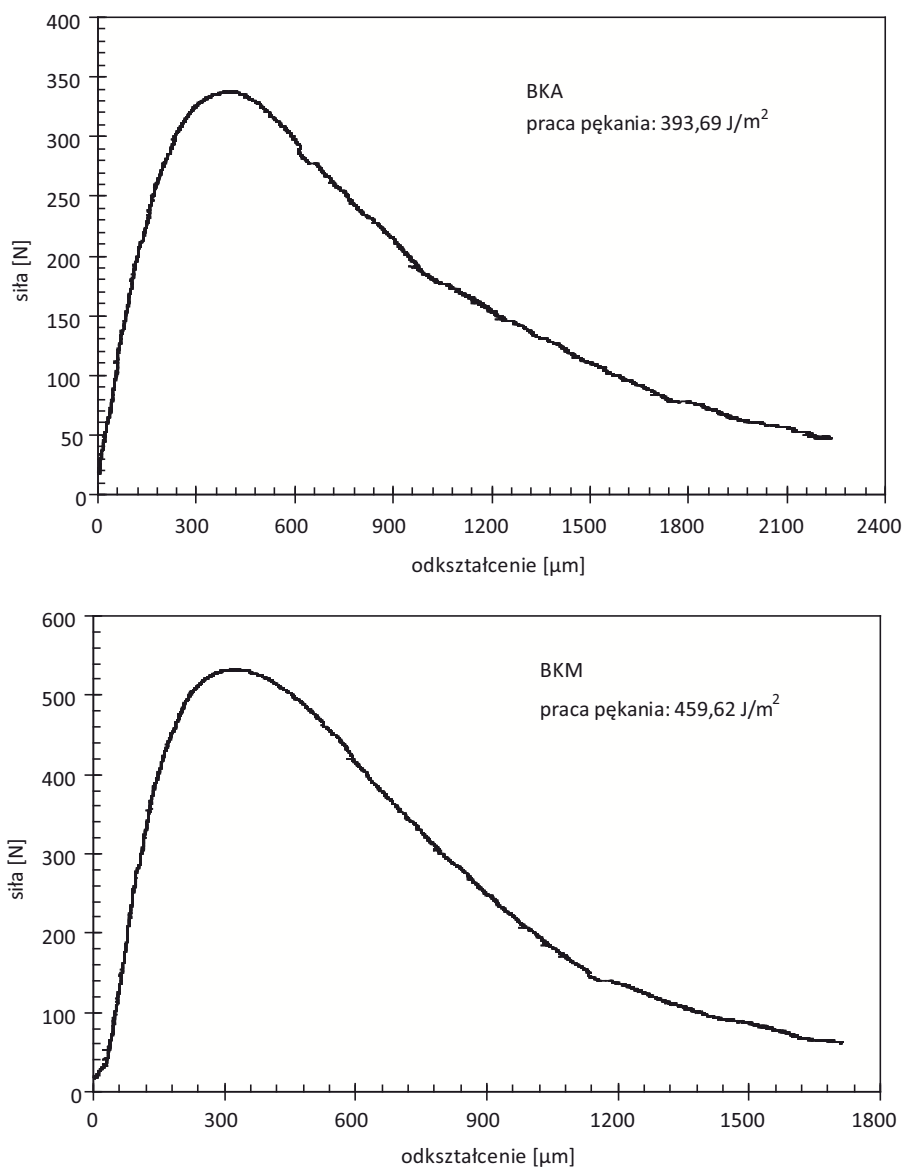 400
350
300
250
200
150
100
50
0
siła [N]
BKA
praca pękania: 393,69 J/m²
0 300 600 900 1200 1500 1800 2100 2400
odkształcenie [µm]
600
500
400
300
200
100
0
siła [N]
BKM
praca pękania: 459,62 J/m²
0 300 600 900 1200 1500 1800
odkształcenie [µm]